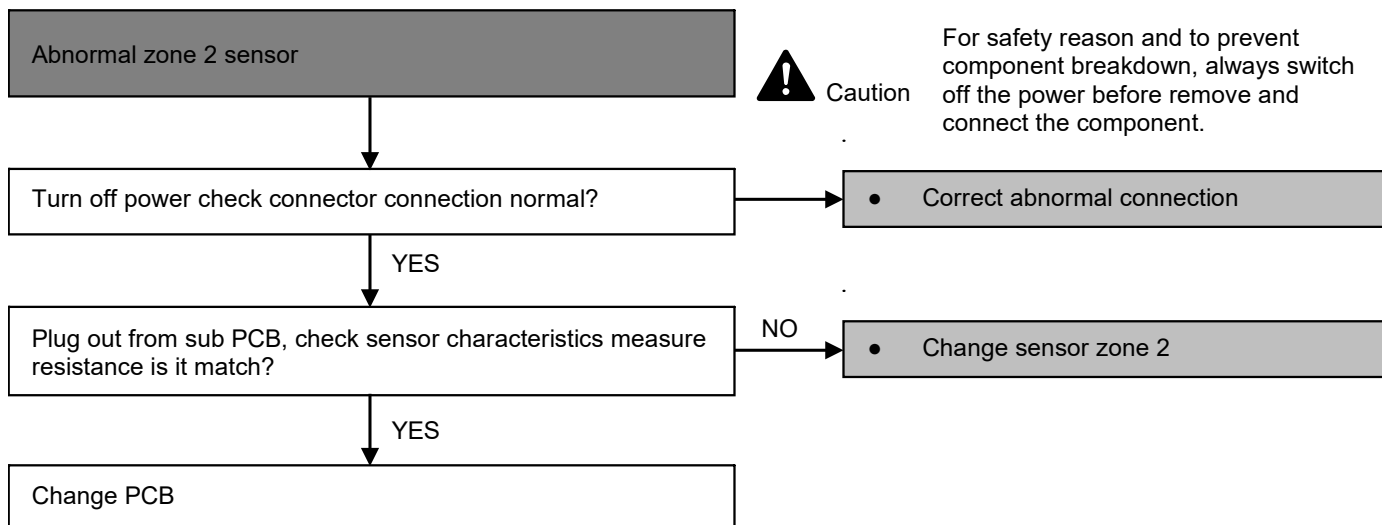 Abnormal zone 2 sensor
Caution
For safety reason and to prevent
component breakdown, always switch
off the power before remove and
connect the component.
.
Turn off power check connector connection normal?
● Correct abnormal connection
YES
.
Plug out from sub PCB, check sensor characteristics measure
resistance is it match?
NO
● Change sensor zone 2
YES
Change PCB